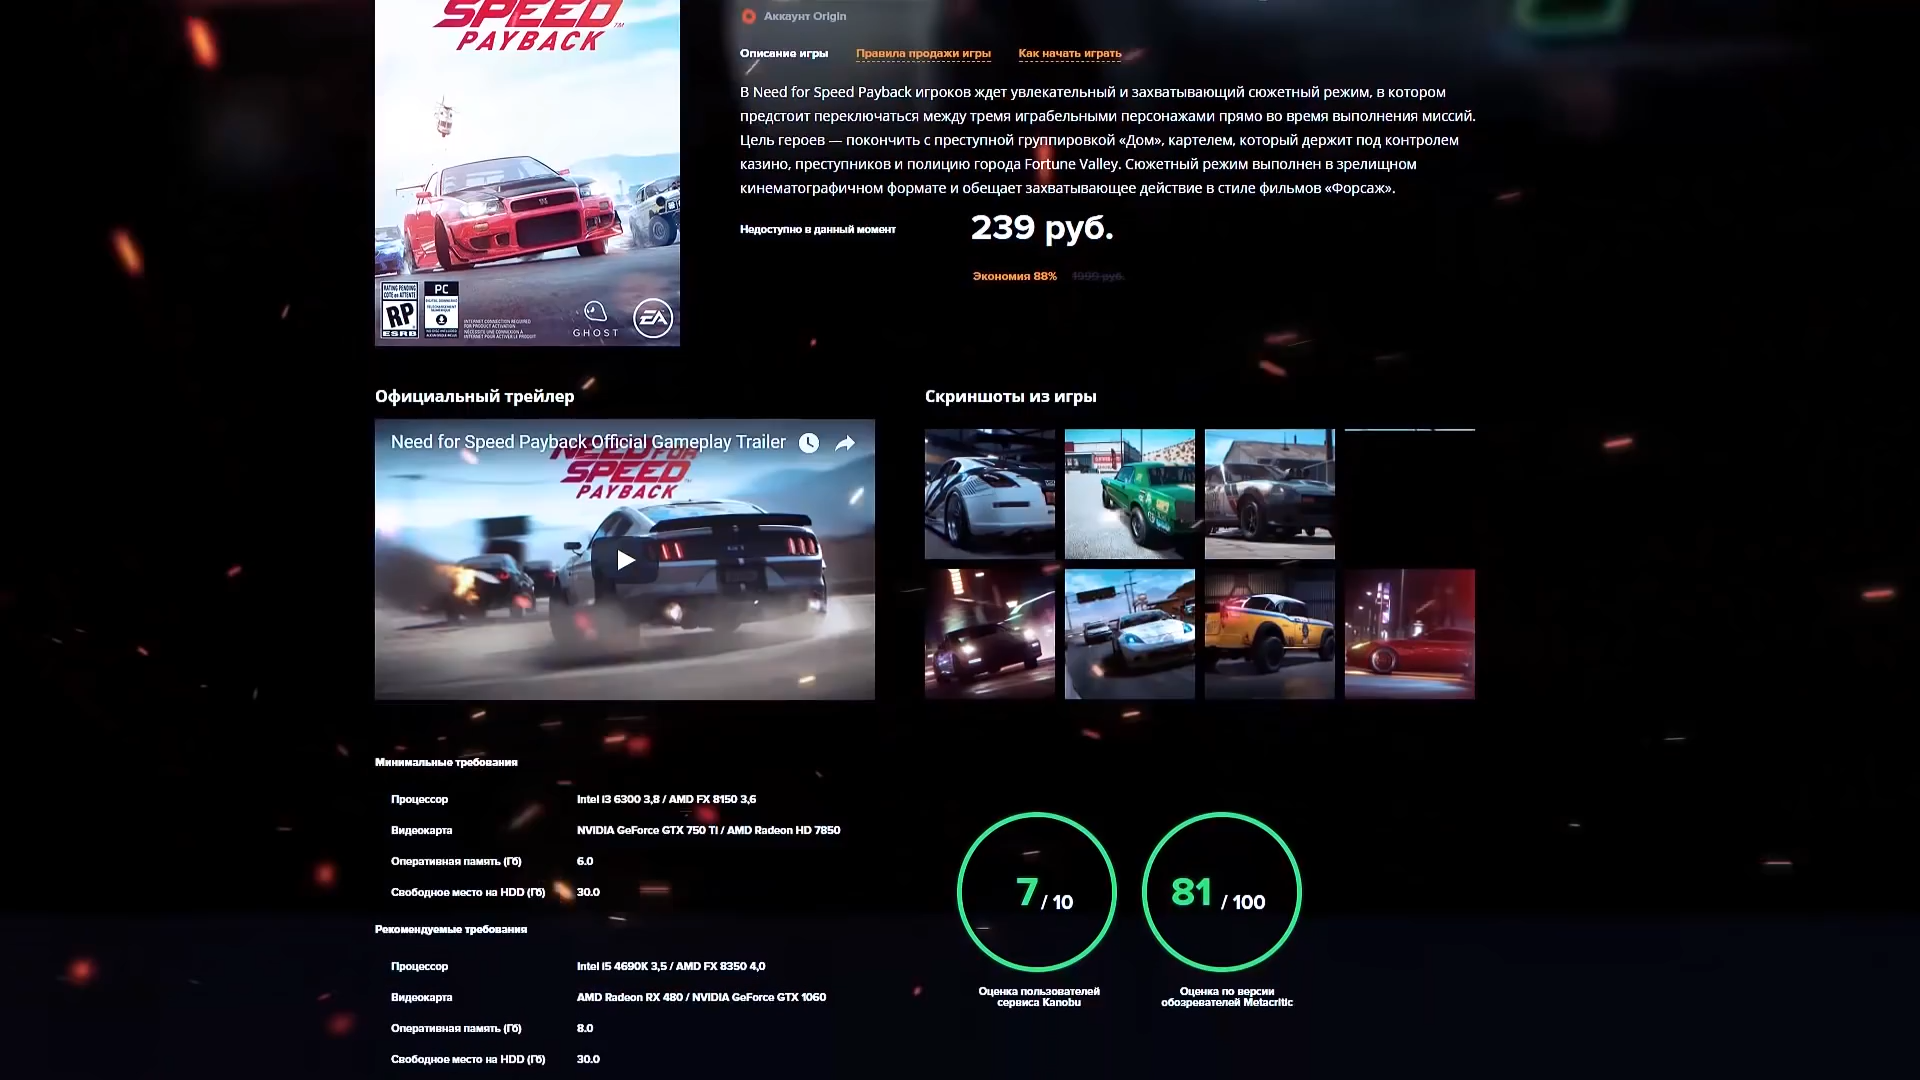 SPEED
PAYBACK
RATING PENDING
RP
ESRB
PC
GHOST
EA
Аккаунт Origin
Описание игры
Правила продажи игры
Как начать играть
В Need for Speed Payback игроков ждет увлекательный и захватывающий сюжетный режим, в котором
предстоит переключаться между тремя играбельными персонажами прямо во время выполнения миссий.
Цель героев — покончить с преступной группировкой «Дом», картелем, который держит под контролем
казино, преступников и полицию города Fortune Valley. Сюжетный режим выполнен в зрелищном
кинематографичном формате и обещает захватывающее действие в стиле фильмов «Форсаж».
Недоступно в данный момент
239 руб.
Экономия 88%
1999 руб.
Официальный трейлер
Need for Speed Payback Official Gameplay Trailer
NEED FOR
SPEED
PAYBACK
Скриншоты из игры
Минимальные требования
Процессор
Intel i3 6300 3,8 / AMD FX 8150 3,6
Видеокарта
NVIDIA GeForce GTX 750 Ti / AMD Radeon HD 7850
Оперативная память (Гб)
6.0
Свободное место на HDD (Гб)
30.0
Рекомендуемые требования
Процессор
Intel i5 4690K 3,5 / AMD FX 8350 4,0
Видеокарта
AMD Radeon RX 480 / NVIDIA GeForce GTX 1060
Оперативная память (Гб)
8.0
Свободное место на HDD (Гб)
30.0
7 / 10
Оценка пользователей
сервиса Kanobu
81 / 100
Оценка по версии
обозревателей Metacritic